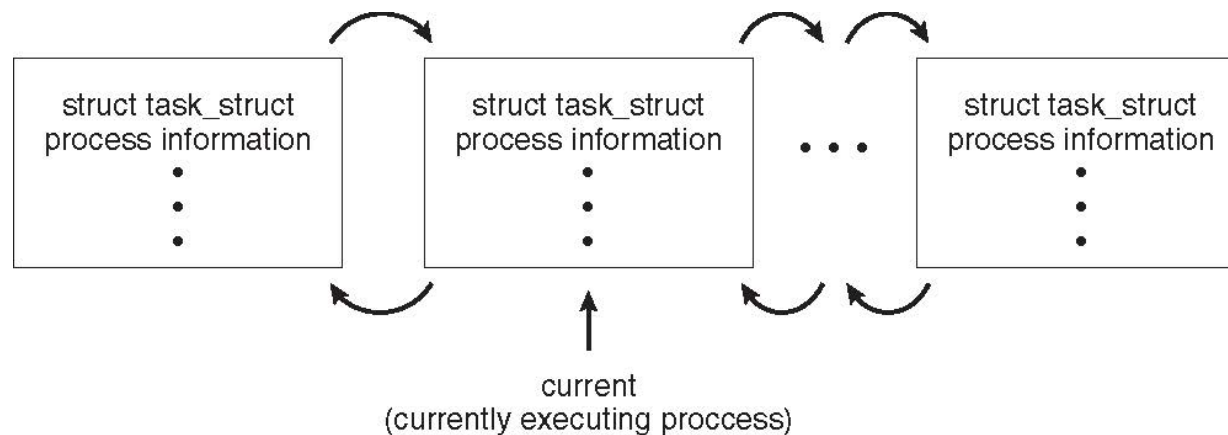 struct task_struct
process information
struct task_struct
process information
struct task_struct
process information
current
(currently executing proccess)